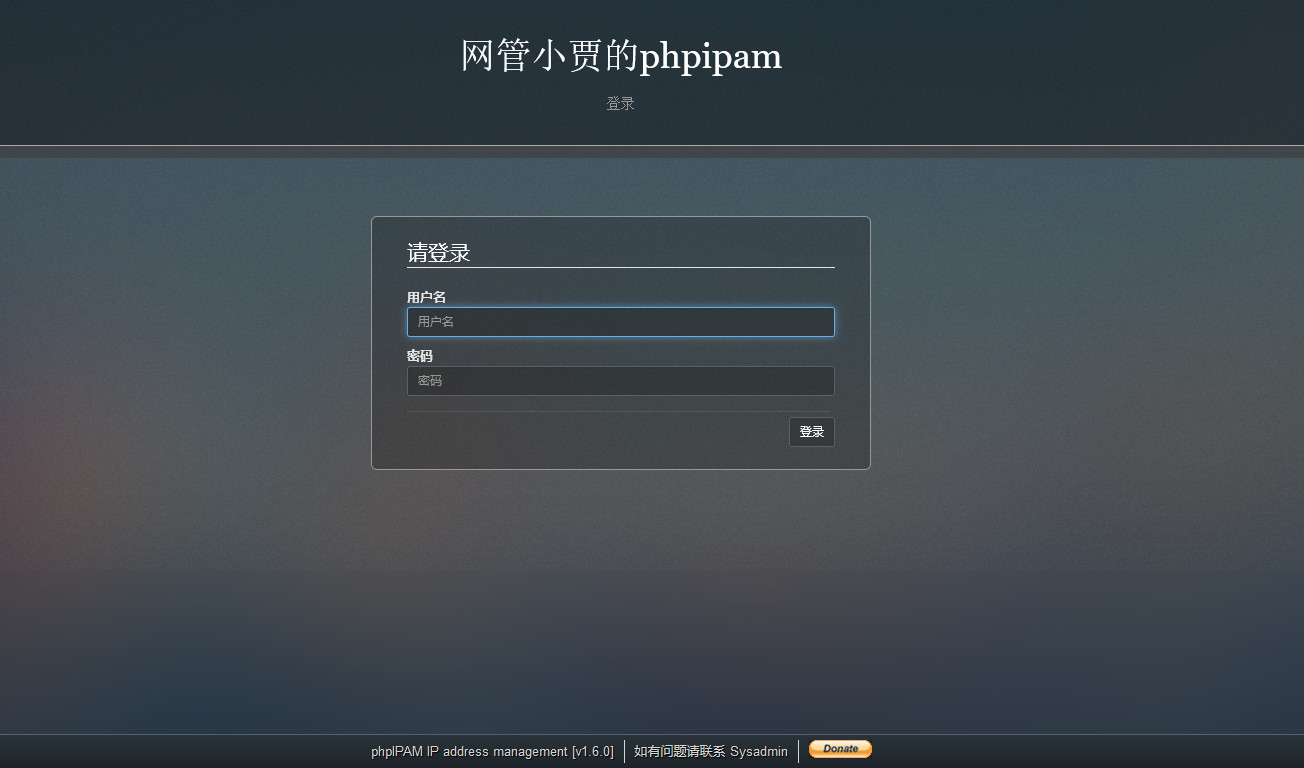 网管小贾的phpipam
登录
请登录
用户名
用户名
密码
密码
登录
phpIPAM IP address management [v1.6.0] 如有问题请联系 Sysadmin Donate